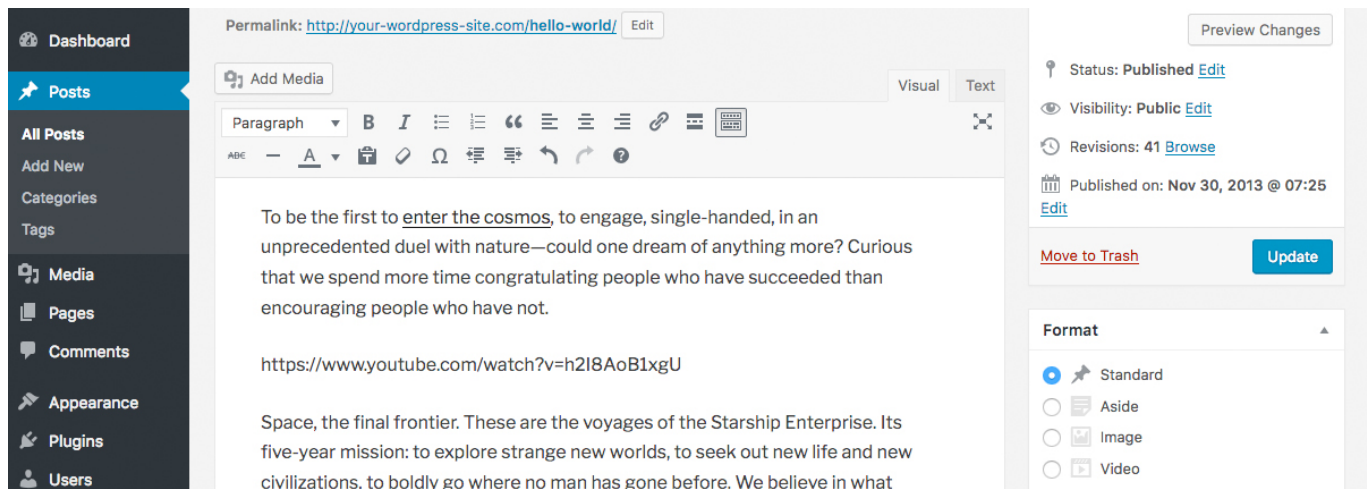 Dashboard
Posts
All Posts
Add New
Categories
Tags
Media
Pages
Comments
Appearance
Plugins
Users
Permalink: http://your-wordpress-site.com/hello-world/ Edit
Add Media
Visual Text
Paragraph B I “
ABC A T Ω ?
To be the first to enter the cosmos, to engage, single-handed, in an
unprecedented duel with nature—could one dream of anything more? Curious
that we spend more time congratulating people who have succeeded than
encouraging people who have not.
https://www.youtube.com/watch?v=h2I8AoB1xgU
Space, the final frontier. These are the voyages of the Starship Enterprise. Its
five-year mission: to explore strange new worlds, to seek out new life and new
civilizations, to boldly go where no man has gone before. We believe in what
Preview Changes
Status: Published Edit
Visibility: Public Edit
Revisions: 41 Browse
Published on: Nov 30, 2013 @ 07:25
Edit
Move to Trash Update
Format
Standard
Aside
Image
Video